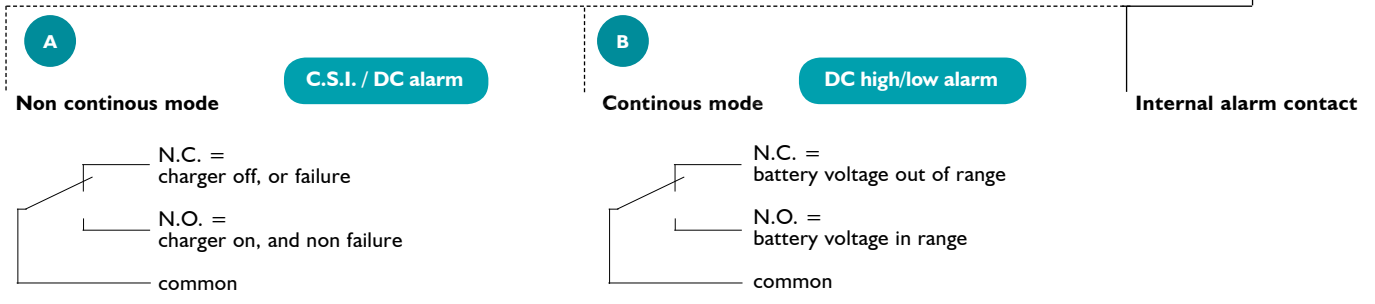 A
C.S.I. / DC alarm
Non continous mode
N.C. =
charger off, or failure
N.O. =
charger on, and non failure
common
B
DC high/low alarm
Continous mode
N.C. =
battery voltage out of range
N.O. =
battery voltage in range
common
Internal alarm contact